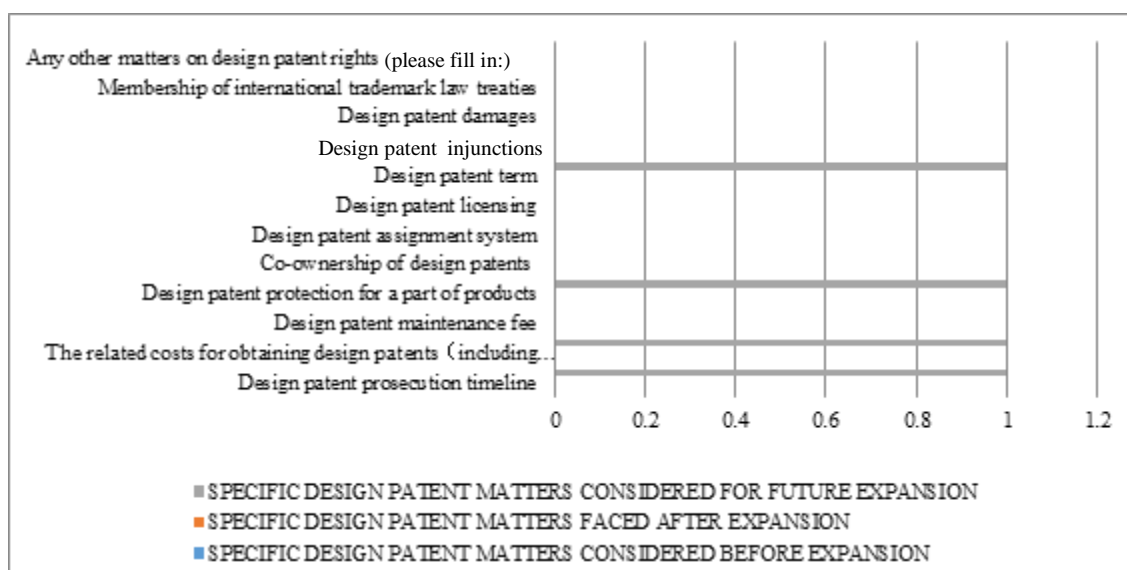 Any other matters on design patent rights (please fill in:)
Membership of international trademark law treaties
Design patent damages
Design patent injunctions
Design patent term
Design patent licensing
Design patent assignment system
Co-ownership of design patents
Design patent protection for a part of products
Design patent maintenance fee
The related costs for obtaining design patents（including...
Design patent prosecution timeline
0 0.2 0.4 0.6 0.8 1 1.2
SPECIFIC DESIGN PATENT MATTERS CONSIDERED FOR FUTURE EXPANSION
SPECIFIC DESIGN PATENT MATTERS FACED AFTER EXPANSION
SPECIFIC DESIGN PATENT MATTERS CONSIDERED BEFORE EXPANSION